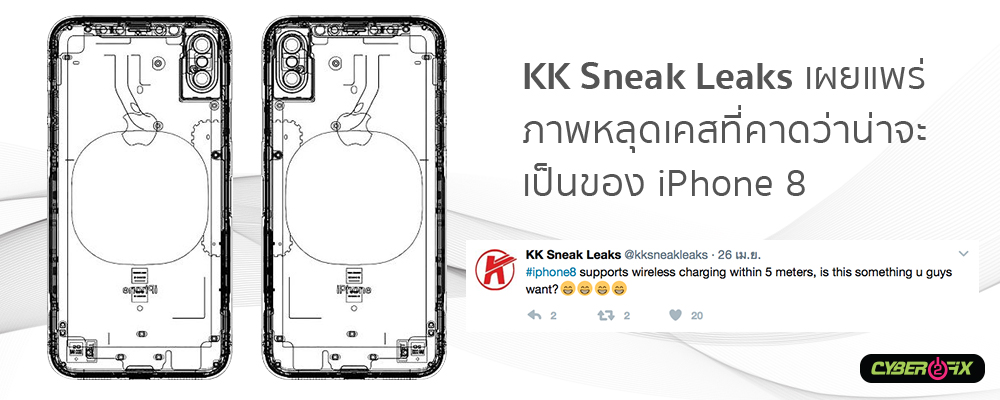 KK Sneak Leaks เผยแพร่
ภาพหลุดเคสที่คาดว่าน่าจะ
เป็นของ iPhone 8
KK Sneak Leaks @kksneakleaks · 26 เม.ย.
#iphone8 supports wireless charging within 5 meters, is this something u guys
want?😄😄😄😄
2 2 20
iPhone
iPhone
CYBER2FIX